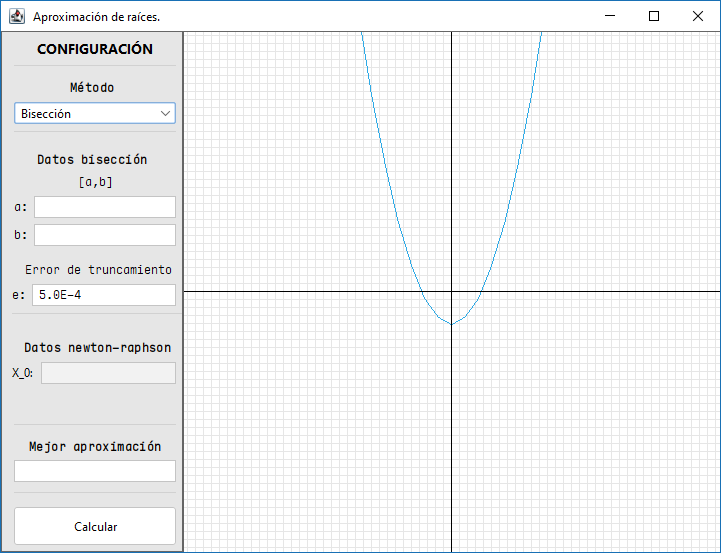 Aproximación de raíces.
CONFIGURACIÓN
Método
Bisección
Datos bisección
[a,b]
a:
b:
Error de truncamiento
e: 5.0E-4
Datos newton-raphson
X_0:
Mejor aproximación
Calcular